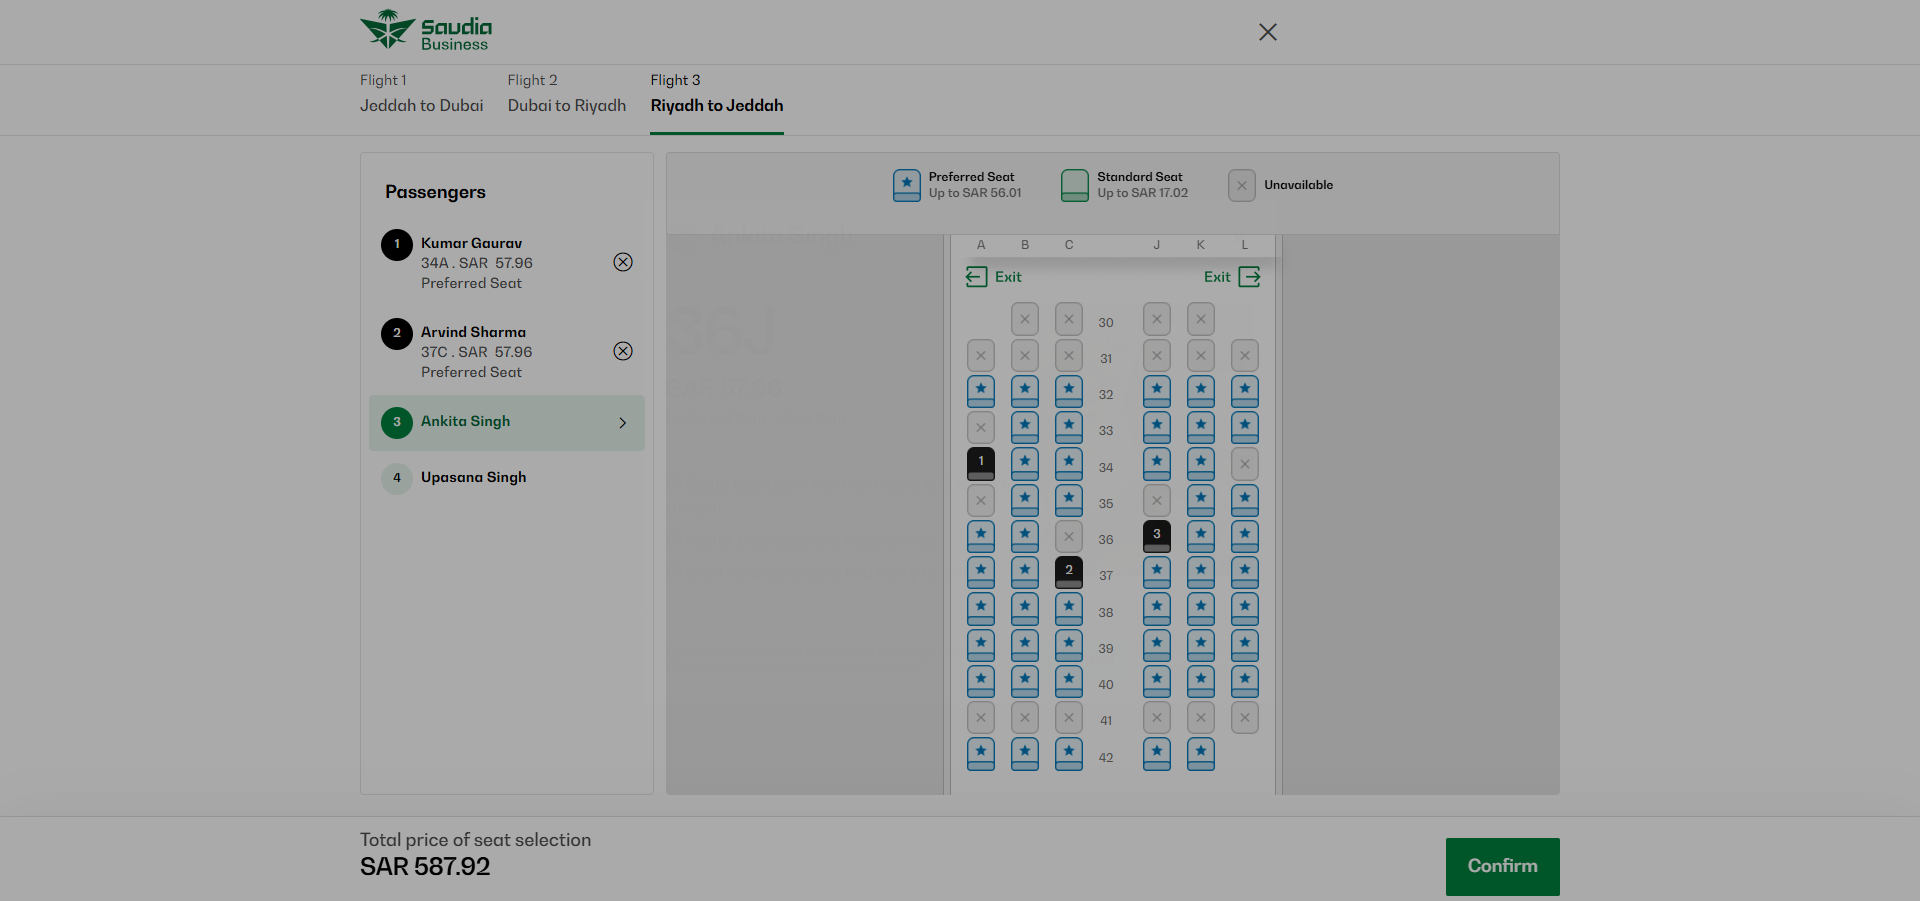 Saudia
Business
Flight 1
Jeddah to Dubai
Flight 2
Dubai to Riyadh
Flight 3
Riyadh to Jeddah
Passengers
1
Kumar Gaurav
34A . SAR 57.96
Preferred Seat
2
Arvind Sharma
37C . SAR 57.96
Preferred Seat
3
Ankita Singh
4
Upasana Singh
Preferred Seat
Up to SAR 56.01
Standard Seat
Up to SAR 17.02
Unavailable
Ankita Singh
36J
A B C J K L
Exit
Exit
30
31
32
33
1
34
35
36
3
2
37
38
39
40
41
42
Total price of seat selection
SAR 587.92
Confirm